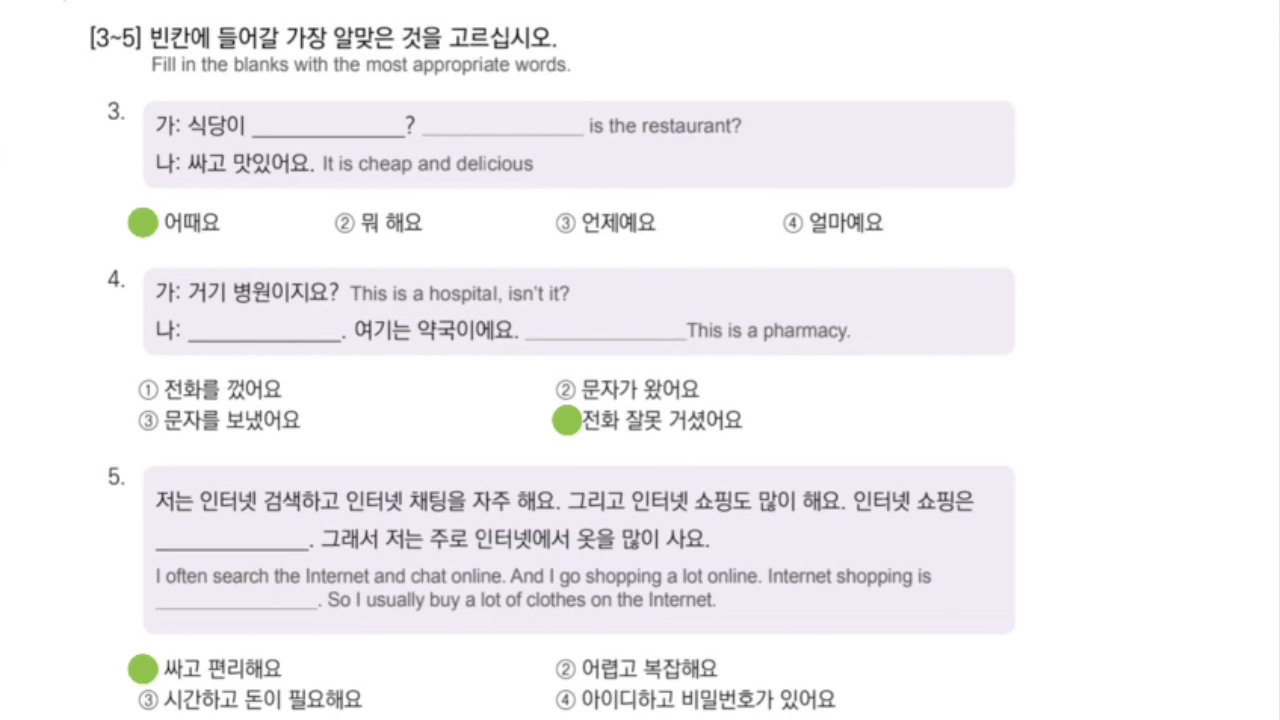 [3~5] 빈칸에 들어갈 가장 알맞은 것을 고르십시오.
Fill in the blanks with the most appropriate words.
3.
가: 식당이 ______________? ______________ is the restaurant?
나: 싸고 맛있어요. It is cheap and delicious
어때요 ② 뭐 해요 ③ 언제예요 ④ 얼마예요
4.
가: 거기 병원이지요? This is a hospital, isn't it?
나: ______________. 여기는 약국이에요. ______________This is a pharmacy.
① 전화를 껐어요 ② 문자가 왔어요
③ 문자를 보냈어요 전화 잘못 거셨어요
5.
저는 인터넷 검색하고 인터넷 채팅을 자주 해요. 그리고 인터넷 쇼핑도 많이 해요. 인터넷 쇼핑은
______________. 그래서 저는 주로 인터넷에서 옷을 많이 사요.
I often search the Internet and chat online. And I go shopping a lot online. Internet shopping is
______________. So I usually buy a lot of clothes on the Internet.
싸고 편리해요 ② 어렵고 복잡해요
③ 시간하고 돈이 필요해요 ④ 아이디하고 비밀번호가 있어요